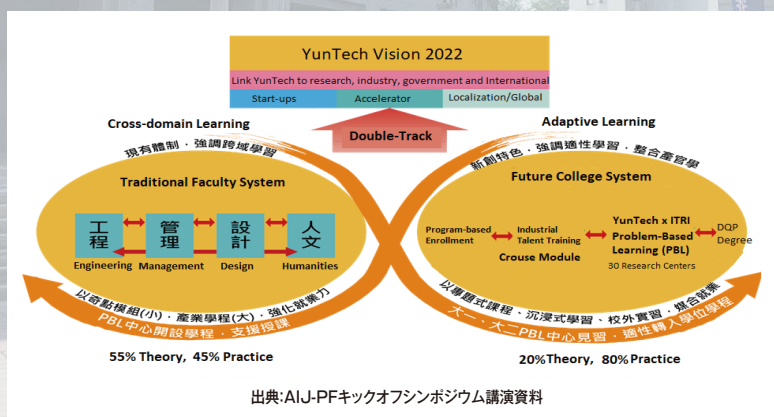 YunTech Vision 2022
Link YunTech to research, industry, government and International
Start-ups
Accelerator
Localization/Global
Cross-domain Learning
Double-Track
Adaptive Learning
現有體制．強調跨域學習
新創特色．強調適性學習．整合產官學
Traditional Faculty System
工程
管理
設計
人文
Engineering
Management
Design
Humanities
Future College System
Program-based
Enrollment
Industrial
Talent Training
Crouse Module
YunTech x ITRI
Problem-Based
Learning (PBL)
30 Research Centers
DQP
Degree
以奇點模組(小)．產業學程(大)．強化就業力
PBL中心開設學程．支援授課
以專題式課程、沉浸式學習、校外實習．媒合就業
大一、大二PBL中心見習．適性轉入學位學程
55% Theory, 45% Practice
20%Theory, 80% Practice
出典:AIJ-PFキックオフシンポジウム講演資料